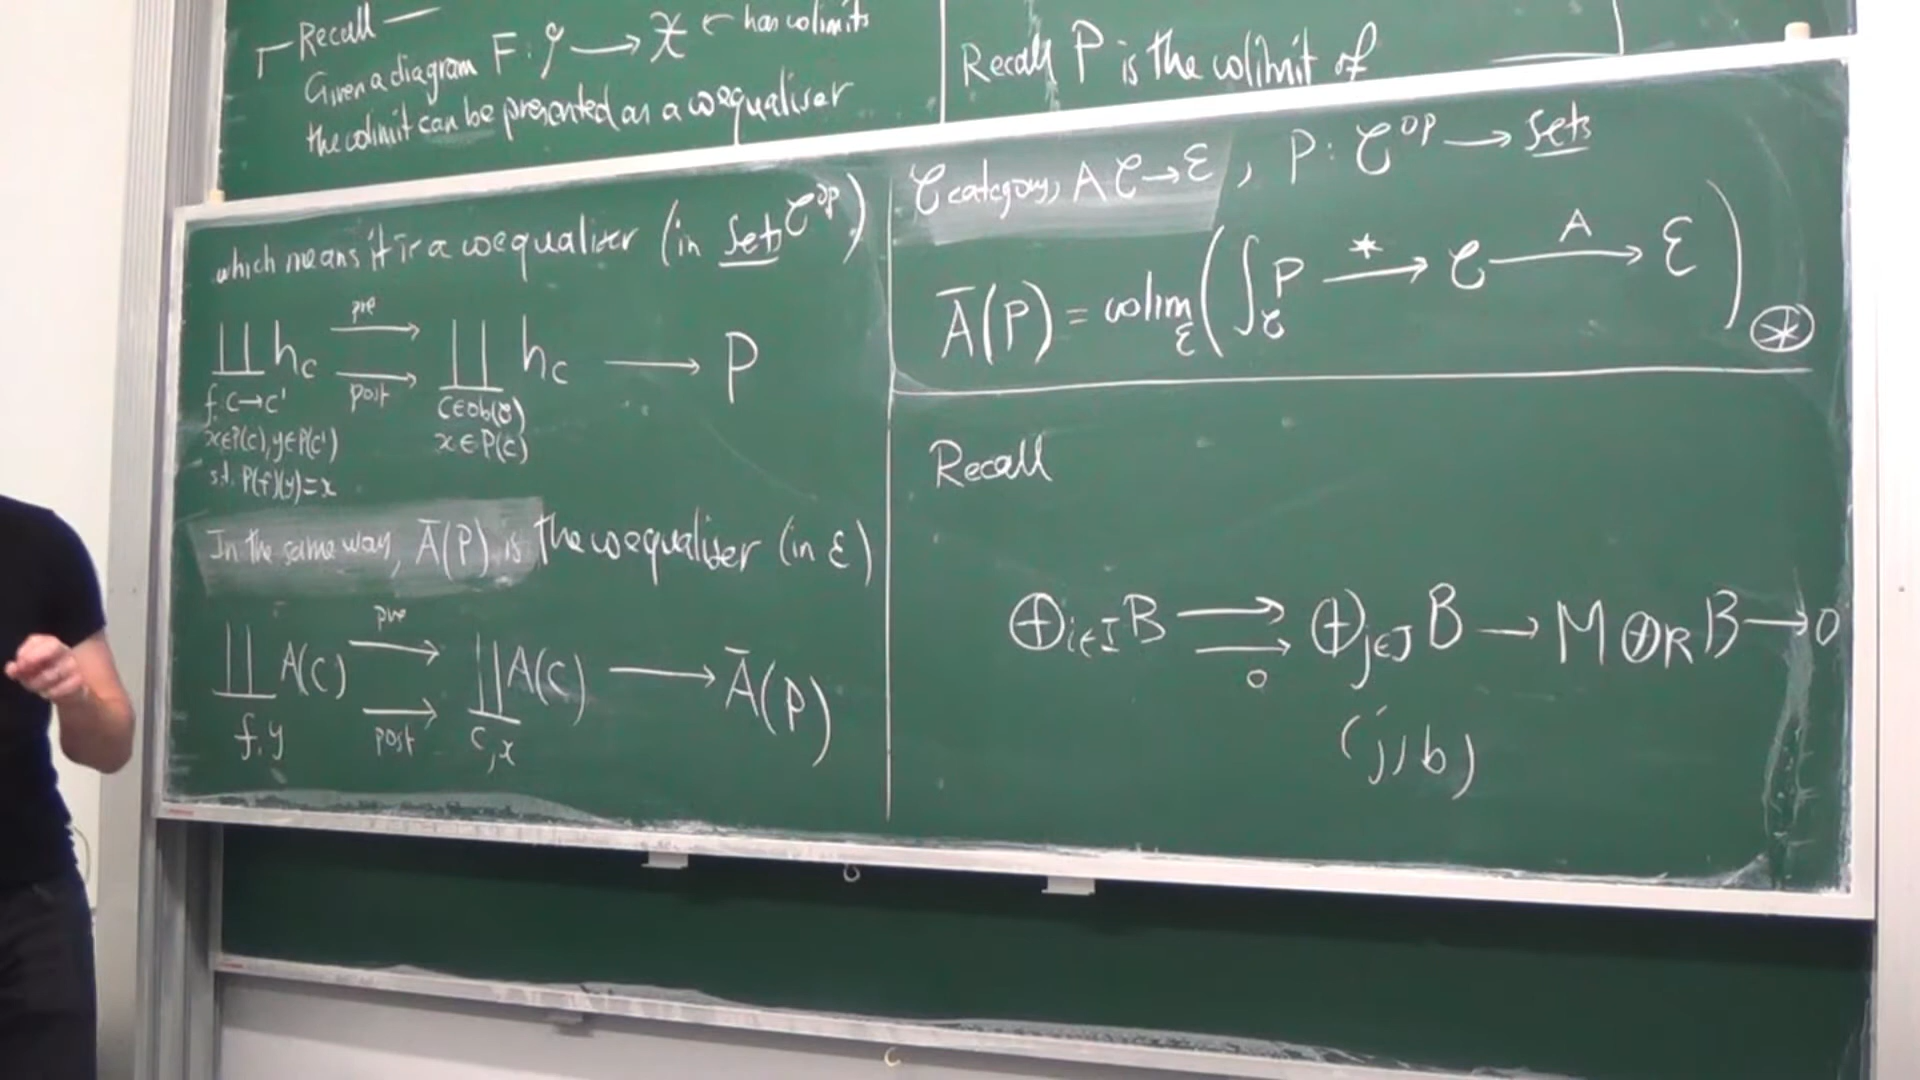 Recall —
Given a diagram F : 𝒥 → 𝒳 ← has colimits
the colimit can be presented as a coequaliser
Recall P is the colimit of
which means it is a coequaliser (in Sets^𝒞^op)
∐ h_c ⇉ ∐ h_c → P
pre
post
f: c→c'
x∈P(c), y∈P(c')
s.t. P(f)(y)=x
c∈ob(𝒞)
x∈P(c)
In the same way, Ā(P) is the coequaliser (in ℰ)
∐ A(c) ⇉ ∐ A(c) → Ā(P)
pre
post
f,y
c,x
𝒞 category, A 𝒞→ℰ, P: 𝒞^op → Sets
Ā(P) = colim_ℰ ( ∫_𝒞 P —*→ 𝒞 —A→ ℰ ) ⊛
Recall
⊕_{i∈I} B ⇉ ⊕_{j∈J} B → M ⊕_R B → 0
0
(j, b)